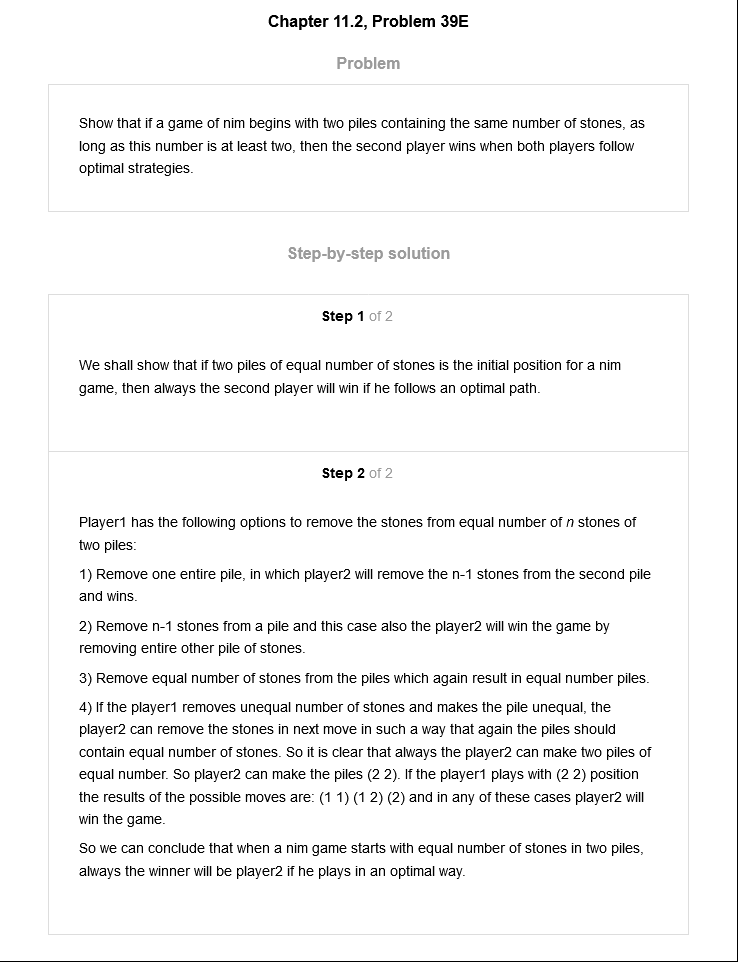 Chapter 11.2, Problem 39E
Problem
Show that if a game of nim begins with two piles containing the same number of stones, as
long as this number is at least two, then the second player wins when both players follow
optimal strategies.
Step-by-step solution
Step 1 of 2
We shall show that if two piles of equal number of stones is the initial position for a nim
game, then always the second player will win if he follows an optimal path.
Step 2 of 2
Player1 has the following options to remove the stones from equal number of n stones of
two piles:
1) Remove one entire pile, in which player2 will remove the n-1 stones from the second pile
and wins.
2) Remove n-1 stones from a pile and this case also the player2 will win the game by
removing entire other pile of stones.
3) Remove equal number of stones from the piles which again result in equal number piles.
4) If the player1 removes unequal number of stones and makes the pile unequal, the
player2 can remove the stones in next move in such a way that again the piles should
contain equal number of stones. So it is clear that always the player2 can make two piles of
equal number. So player2 can make the piles (2 2). If the player1 plays with (2 2) position
the results of the possible moves are: (1 1) (1 2) (2) and in any of these cases player2 will
win the game.
So we can conclude that when a nim game starts with equal number of stones in two piles,
always the winner will be player2 if he plays in an optimal way.